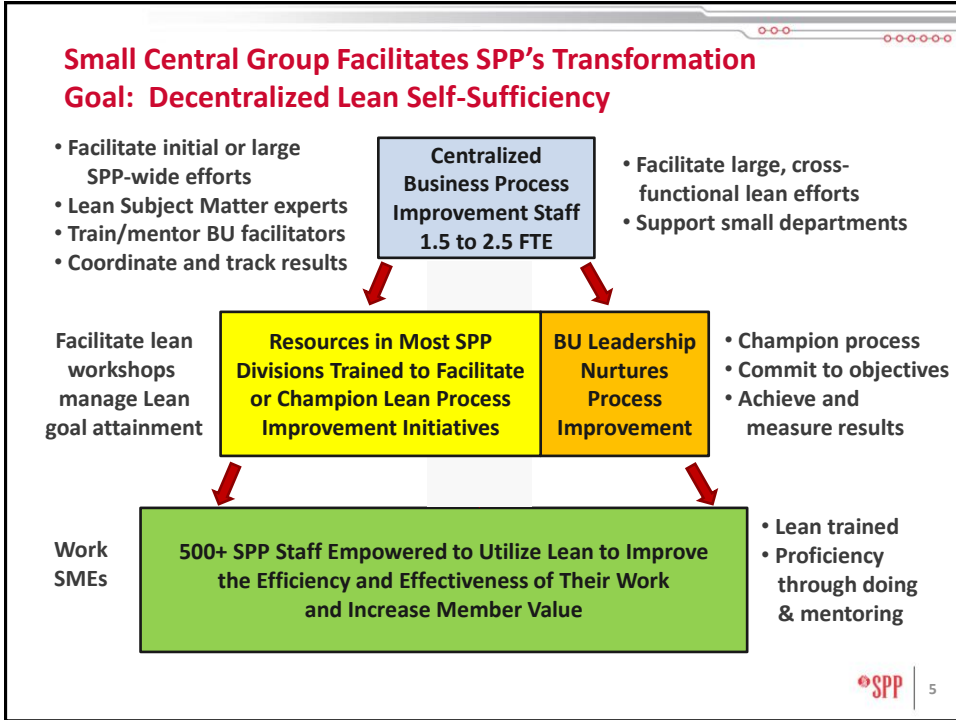 Small Central Group Facilitates SPP's Transformation
Goal: Decentralized Lean Self-Sufficiency
• Facilitate initial or large
SPP-wide efforts
• Lean Subject Matter experts
• Train/mentor BU facilitators
• Coordinate and track results
Centralized
Business Process
Improvement Staff
1.5 to 2.5 FTE
• Facilitate large, cross-
functional lean efforts
• Support small departments
Facilitate lean
workshops
manage Lean
goal attainment
Resources in Most SPP
Divisions Trained to Facilitate
or Champion Lean Process
Improvement Initiatives
BU Leadership
Nurtures
Process
Improvement
• Champion process
• Commit to objectives
• Achieve and
measure results
Work
SMEs
500+ SPP Staff Empowered to Utilize Lean to Improve
the Efficiency and Effectiveness of Their Work
and Increase Member Value
• Lean trained
• Proficiency
through doing
& mentoring
SPP
5